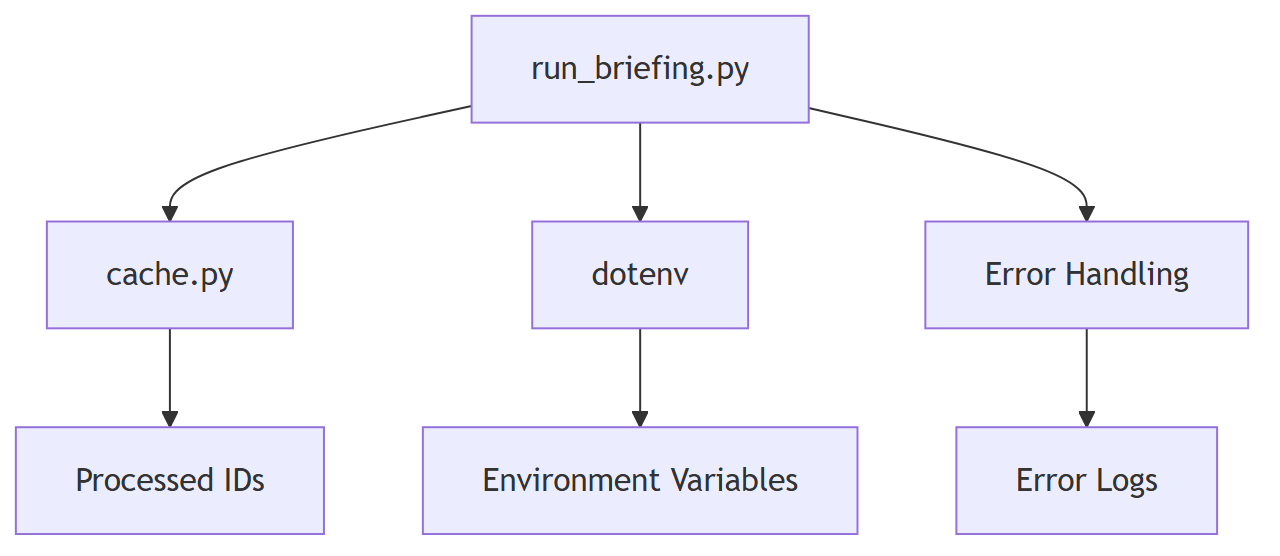 run_briefing.py
cache.py
dotenv
Error Handling
Processed IDs
Environment Variables
Error Logs